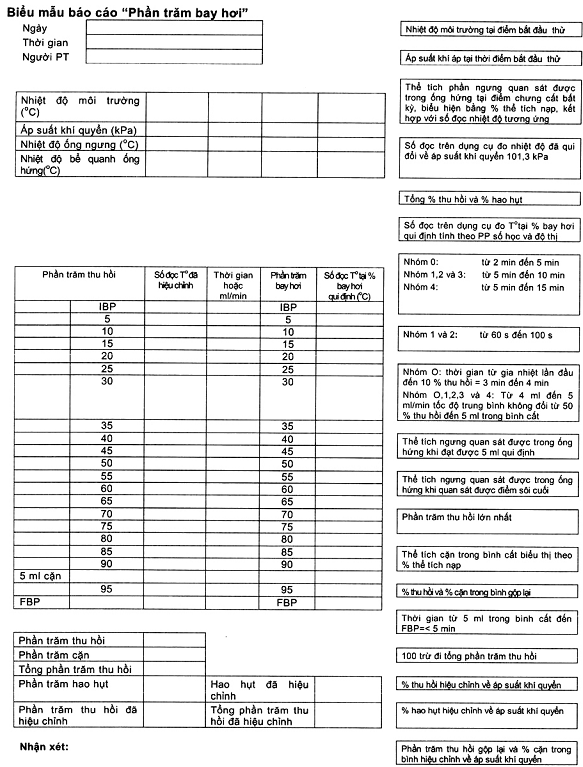 Biểu mẫu báo cáo “Phần trăm bay hơi”
Ngày
Thời gian
Người PT
Nhiệt độ môi trường
(°C)
Áp suất khí quyển (kPa)
Nhiệt độ ống ngưng (°C)
Nhiệt độ bể quanh ống
hứng(°C)
Phần trăm thu hồi
Số đọc T° đã
hiệu chỉnh
Thời gian
hoặc
ml/min
Phần trăm
bay hơi
Số đọc T° tại %
bay hơi
qui định (°C)
IBP IBP
5 5
10 10
15 15
20 20
25 25
30 30
35 35
40 40
45 45
50 50
55 55
60 60
65 65
70 70
75 75
80 80
85 85
90 90
5 ml cặn
95 95
FBP FBP
Phần trăm thu hồi
Phần trăm cặn
Tổng phần trăm thu hồi
Phần trăm hao hụt
Hao hụt đã hiệu
chỉnh
Phần trăm thu hồi đã
hiệu chỉnh
Tổng phần trăm thu
hồi đã hiệu chỉnh
Nhận xét:
Nhiệt độ môi trường tại điểm bắt đầu thử
Áp suất khí áp tại thời điểm bắt đầu thử
Thể tích phần ngưng quan sát được
trong ống hứng tại điểm chưng cất bất
kỳ, biểu hiện bằng % thể tích nạp, kết
hợp với số đọc nhiệt độ tương ứng
Số đọc trên dụng cụ đo nhiệt độ đã qui
đổi về áp suất khí quyển 101,3 kPa
Tổng % thu hồi và % hao hụt
Số đọc trên dụng cụ đo T° tại % bay hơi
qui định tính theo PP số học và đồ thị
Nhóm 0: từ 2 min đến 5 min
Nhóm 1,2 và 3: từ 5 min đến 10 min
Nhóm 4: từ 5 min đến 15 min
Nhóm 1 và 2: từ 60 s đến 100 s
Nhóm O: thời gian từ gia nhiệt lần đầu
đến 10 % thu hồi = 3 min đến 4 min
Nhóm O,1,2,3 và 4: Từ 4 ml đến 5
ml/min tốc độ trung bình không đổi từ 50
% thu hồi đến 5 ml trong bình cất
Thể tích ngưng quan sát được trong ống
hứng khi đạt được 5 ml qui định
Thể tích ngưng quan sát được trong ống
hứng khi quan sát được điểm sôi cuối
Phần trăm thu hồi lớn nhất
Thể tích cặn trong bình cất biểu thị theo
% thể tích nạp
% thu hồi và % cặn trong bình gộp lại
Thời gian từ 5 ml trong bình cất đến
FBP=< 5 min
100 trừ đi tổng phần trăm thu hồi
% thu hồi hiệu chỉnh về áp suất khí quyển
% hao hụt hiệu chỉnh về áp suất khí quyển
Phần trăm thu hồi gộp lại và % cặn trong
bình hiệu chỉnh về áp suất khí quyển